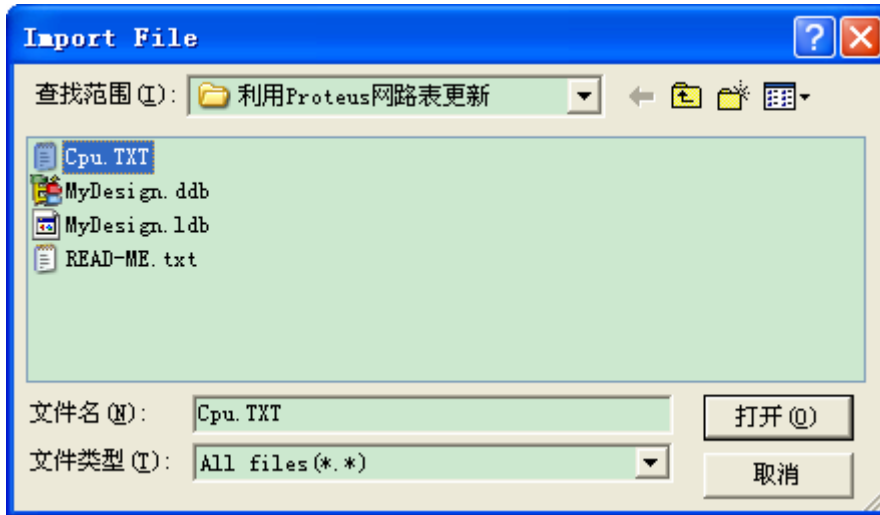 Import File
查找范围(I): 利用Proteus网路表更新
Cpu.TXT
MyDesign.ddb
MyDesign.ldb
READ-ME.txt
文件名(N): Cpu.TXT 打开(O)
文件类型(T): All files(*.*) 取消